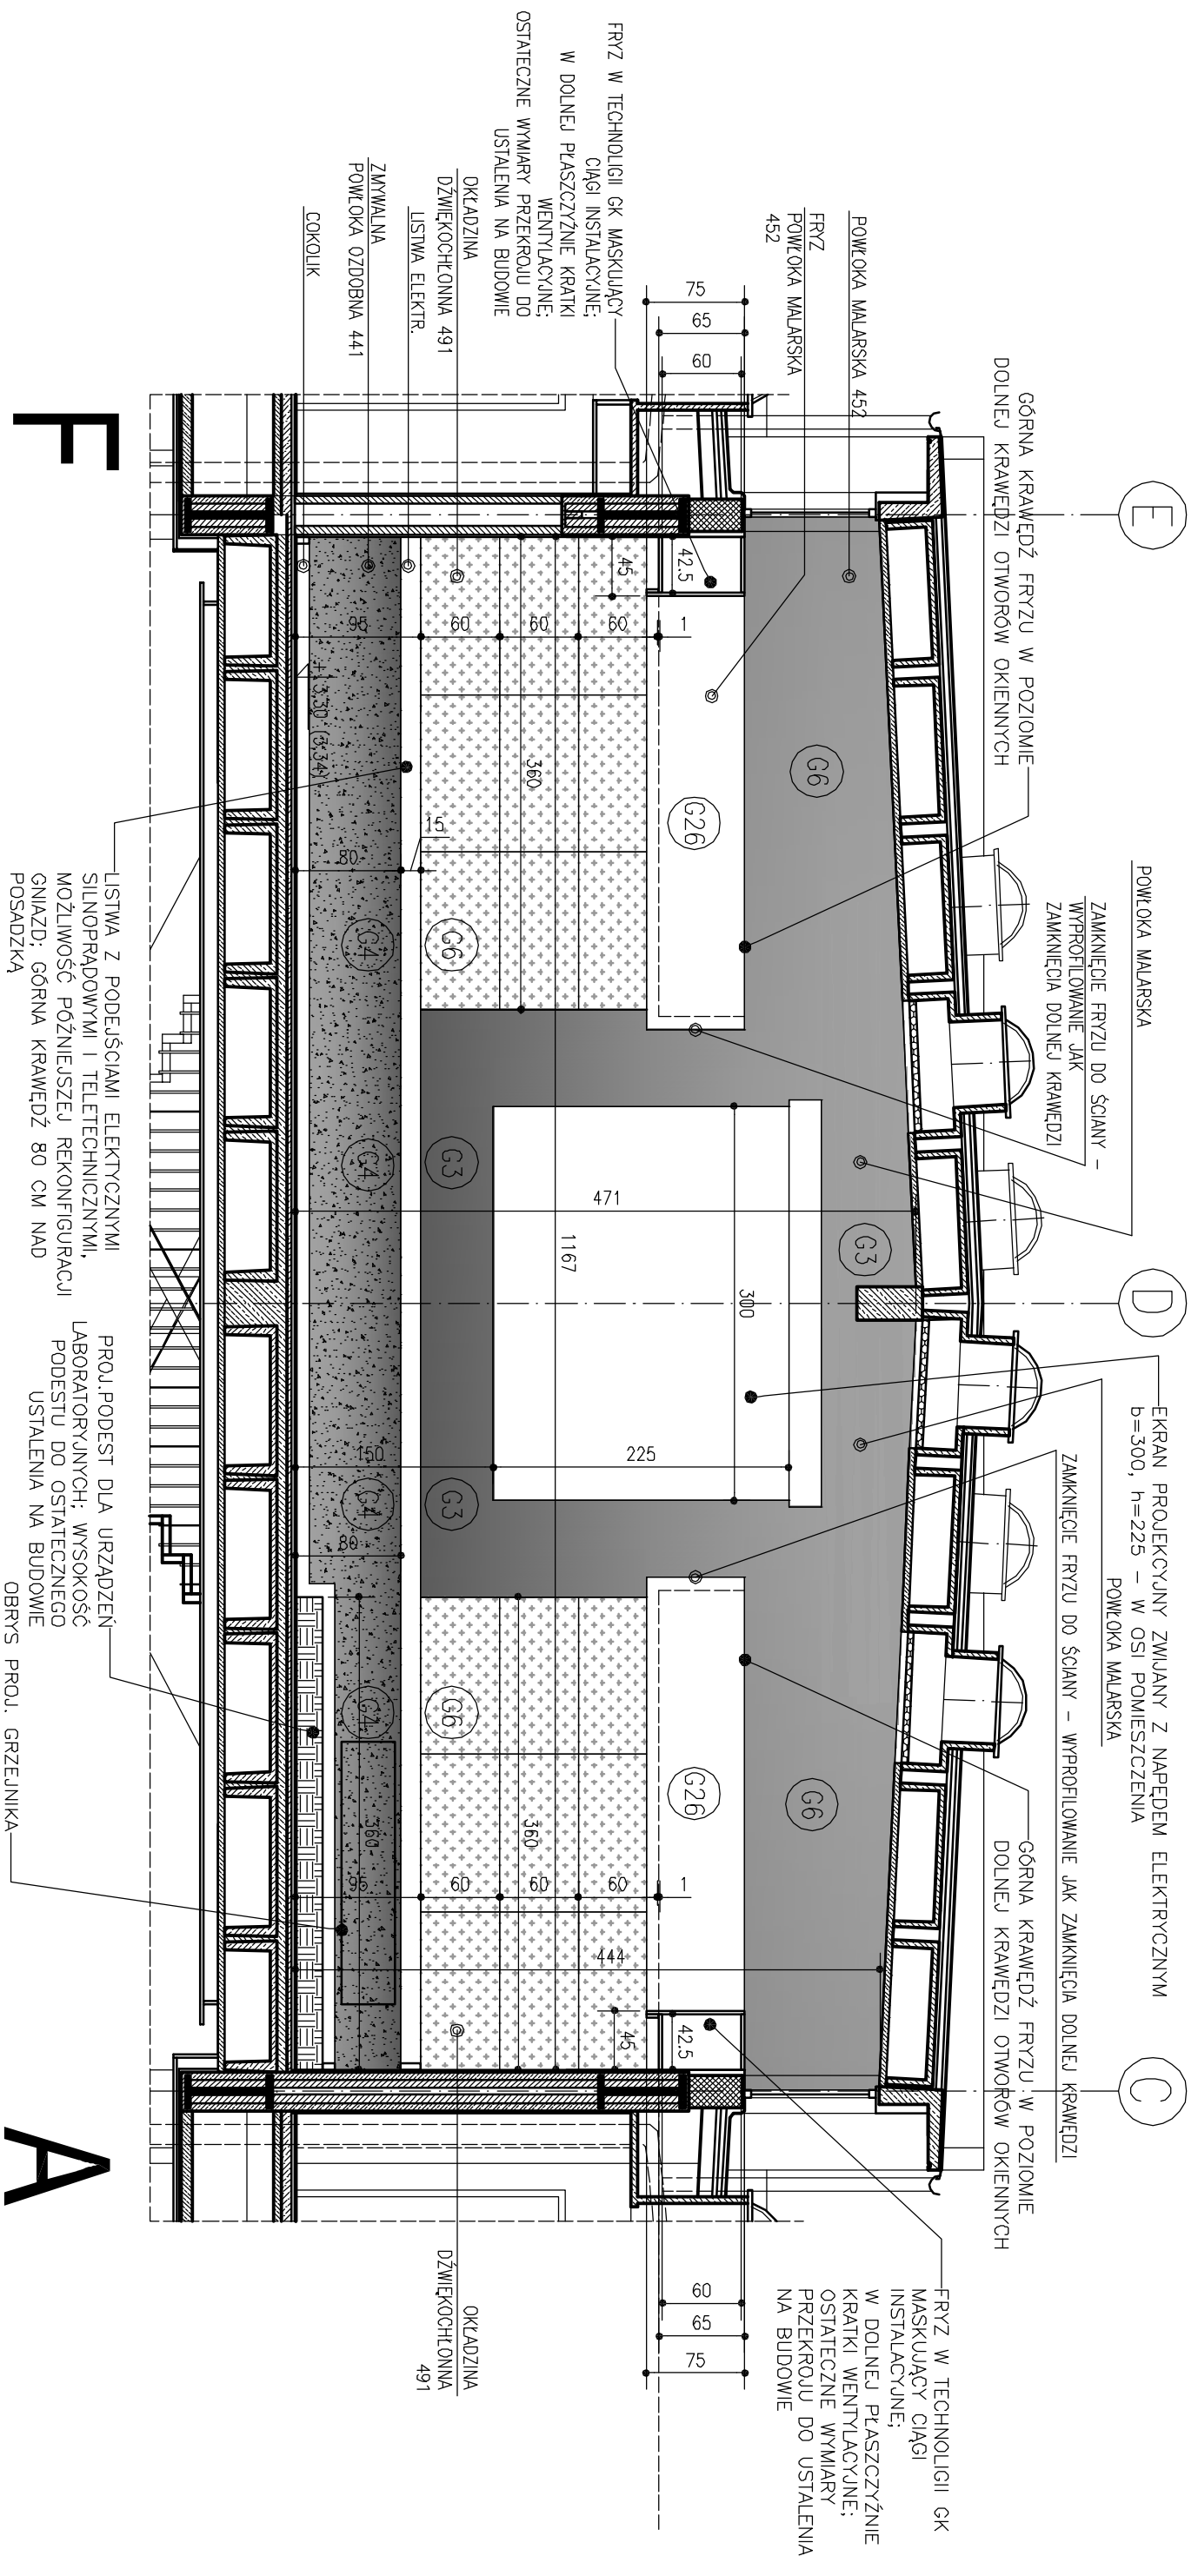 E
D
C
GÓRNA KRAWĘDŹ FRYZU W POZIOMIE
DOLNEJ KRAWĘDZI OTWORÓW OKIENNYCH
POWŁOKA MALARSKA
ZAMKNIĘCIE FRYZU DO ŚCIANY –
WYPROFILOWANIE JAK
ZAMKNIĘCIA DOLNEJ KRAWĘDZI
EKRAN PROJEKCYJNY ZWIJANY Z NAPĘDEM ELEKTRYCZNYM
b=300, h=225 – W OSI POMIESZCZENIA
POWŁOKA MALARSKA
ZAMKNIĘCIE FRYZU DO ŚCIANY – WYPROFILOWANIE JAK ZAMKNIĘCIA DOLNEJ KRAWĘDZI
GÓRNA KRAWĘDŹ FRYZU W POZIOMIE
DOLNEJ KRAWĘDZI OTWORÓW OKIENNYCH
POWŁOKA MALARSKA 452
FRYZ
POWŁOKA MALARSKA
452
FRYZ W TECHNOLIGII GK MASKUJĄCY
CIĄGI INSTALACYJNE;
W DOLNEJ PŁASZCZYŹNIE KRATKI
WENTYLACYJNE;
OSTATECZNE WYMIARY PRZEKROJU DO
USTALENIA NA BUDOWIE
OKŁADZINA
DŹWIĘKOCHŁONNA 491
LISTWA ELEKTR.
ZMYWALNA
POWŁOKA OZDOBNA 441
COKOLIK
FRYZ W TECHNOLIGII GK
MASKUJĄCY CIĄGI
INSTALACYJNE;
W DOLNEJ PŁASZCZYŹNIE
KRATKI WENTYLACYJNE;
OSTATECZNE WYMIARY
PRZEKROJU DO USTALENIA
NA BUDOWIE
OKŁADZINA
DŹWIĘKOCHŁONNA
491
75
65
60
60
65
75
42.5
45
42.5
45
G6
G3
G6
G26
G26
G6
G3
G3
G6
G4
G4
G4
G4
1
60
60
60
95
1
60
60
60
95
360
360
360
15
80
80
471
1167
300
225
150
444
+ 3,30 (3,34)
LISTWA Z PODEJŚCIAMI ELEKTYCZNYMI
SILNOPRĄDOWYMI I TELETECHNICZNYMI,
MOŻLIWOŚĆ PÓŹNIEJSZEJ REKONFIGURACJI
GNIAZD; GÓRNA KRAWĘDŹ 80 CM NAD
POSADZKĄ
PROJ.PODEST DLA URZĄDZEŃ
LABORATORYJNYCH; WYSOKOŚĆ
PODESTU DO OSTATECZNEGO
USTALENIA NA BUDOWIE
OBRYS PROJ. GRZEJNIKA
F
A